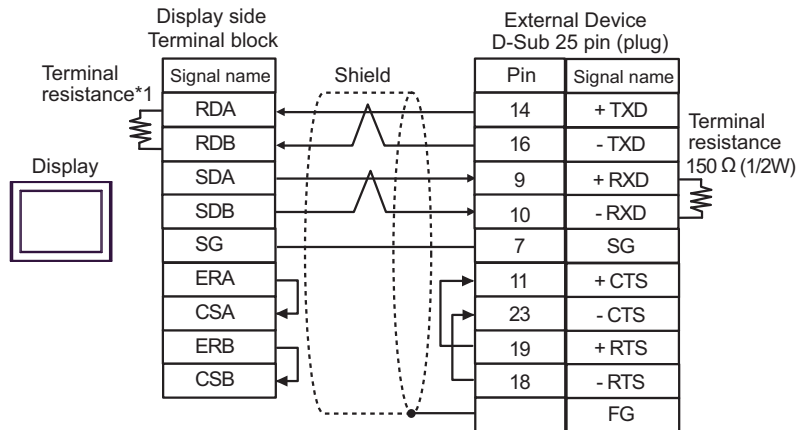 Display side
Terminal block
External Device
D-Sub 25 pin (plug)
Terminal
resistance*1
Signal name
Shield
Pin
Signal name
RDA
14
+ TXD
RDB
16
- TXD
Terminal
resistance
150 Ω (1/2W)
Display
SDA
9
+ RXD
SDB
10
- RXD
SG
7
SG
ERA
11
+ CTS
CSA
23
- CTS
ERB
19
+ RTS
CSB
18
- RTS
FG